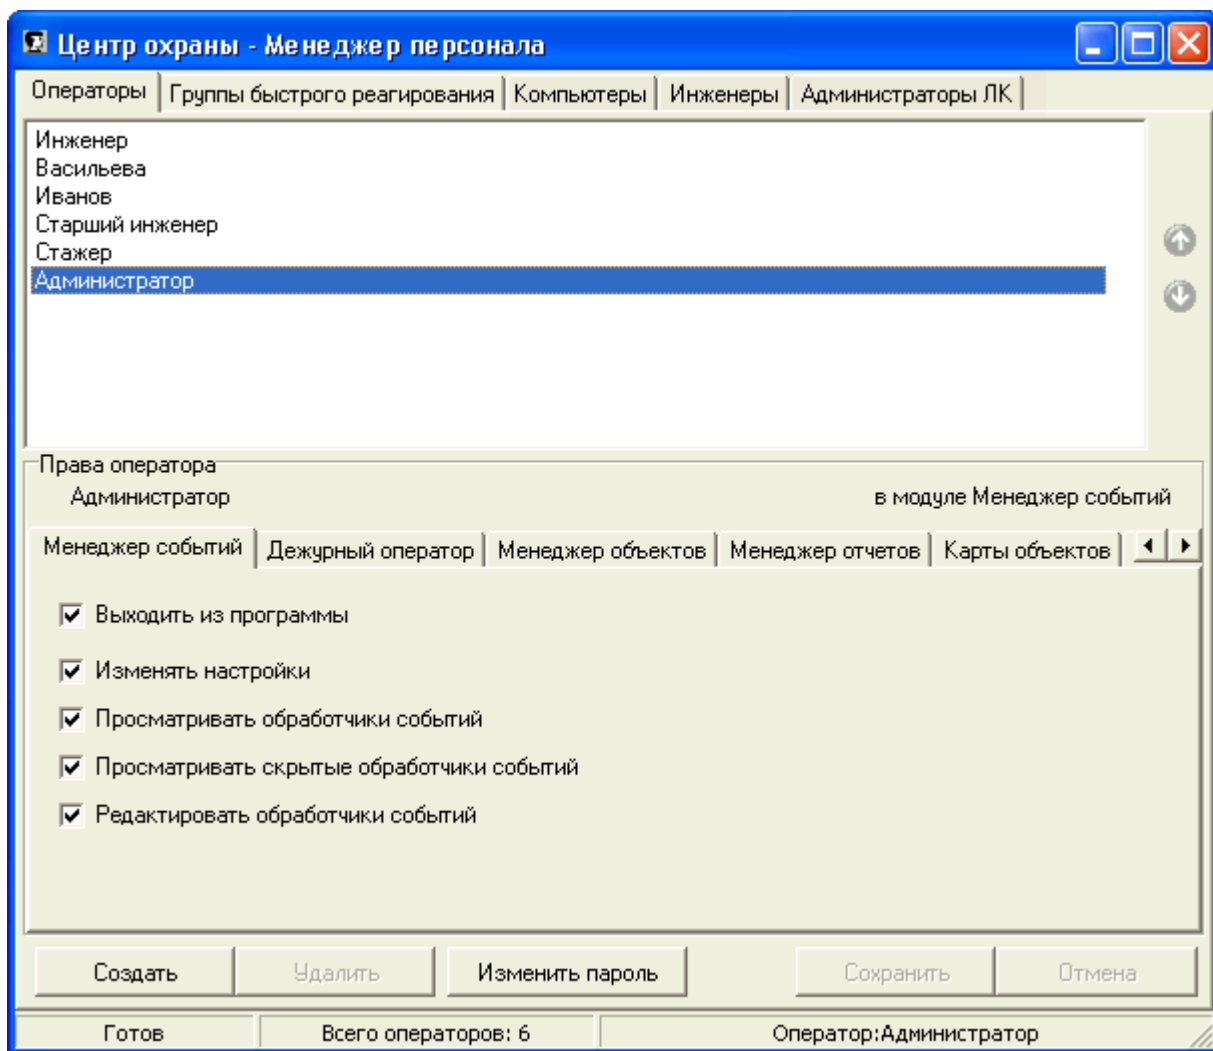 Центр охраны - Менеджер персонала
Операторы Группы быстрого реагирования Компьютеры Инженеры Администраторы ЛК
Инженер
Васильева
Иванов
Старший инженер
Стажер
Администратор
Права оператора
Администратор в модуле Менеджер событий
Менеджер событий Дежурный оператор Менеджер объектов Менеджер отчетов Карты объектов
Выходить из программы
Изменять настройки
Просматривать обработчики событий
Просматривать скрытые обработчики событий
Редактировать обработчики событий
Создать Удалить Изменить пароль Сохранить Отмена
Готов Всего операторов: 6 Оператор:Администратор